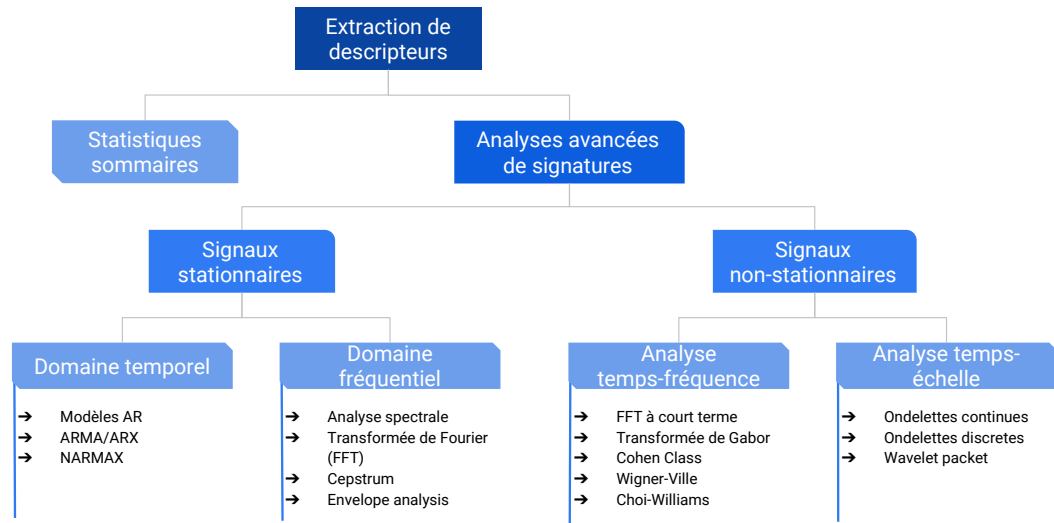 Extraction de
descripteurs
Statistiques
sommaires
Analyses avancées
de signatures
Signaux
stationnaires
Signaux
non-stationnaires
Domaine temporel
➔ Modèles AR
➔ ARMA/ARX
➔ NARMAX
Domaine
fréquentiel
➔ Analyse spectrale
➔ Transformée de Fourier
(FFT)
➔ Cepstrum
➔ Envelope analysis
Analyse
temps-fréquence
➔ FFT à court terme
➔ Transformée de Gabor
➔ Cohen Class
➔ Wigner-Ville
➔ Choi-Williams
Analyse temps-
échelle
➔ Ondelettes continues
➔ Ondelettes discretes
➔ Wavelet packet